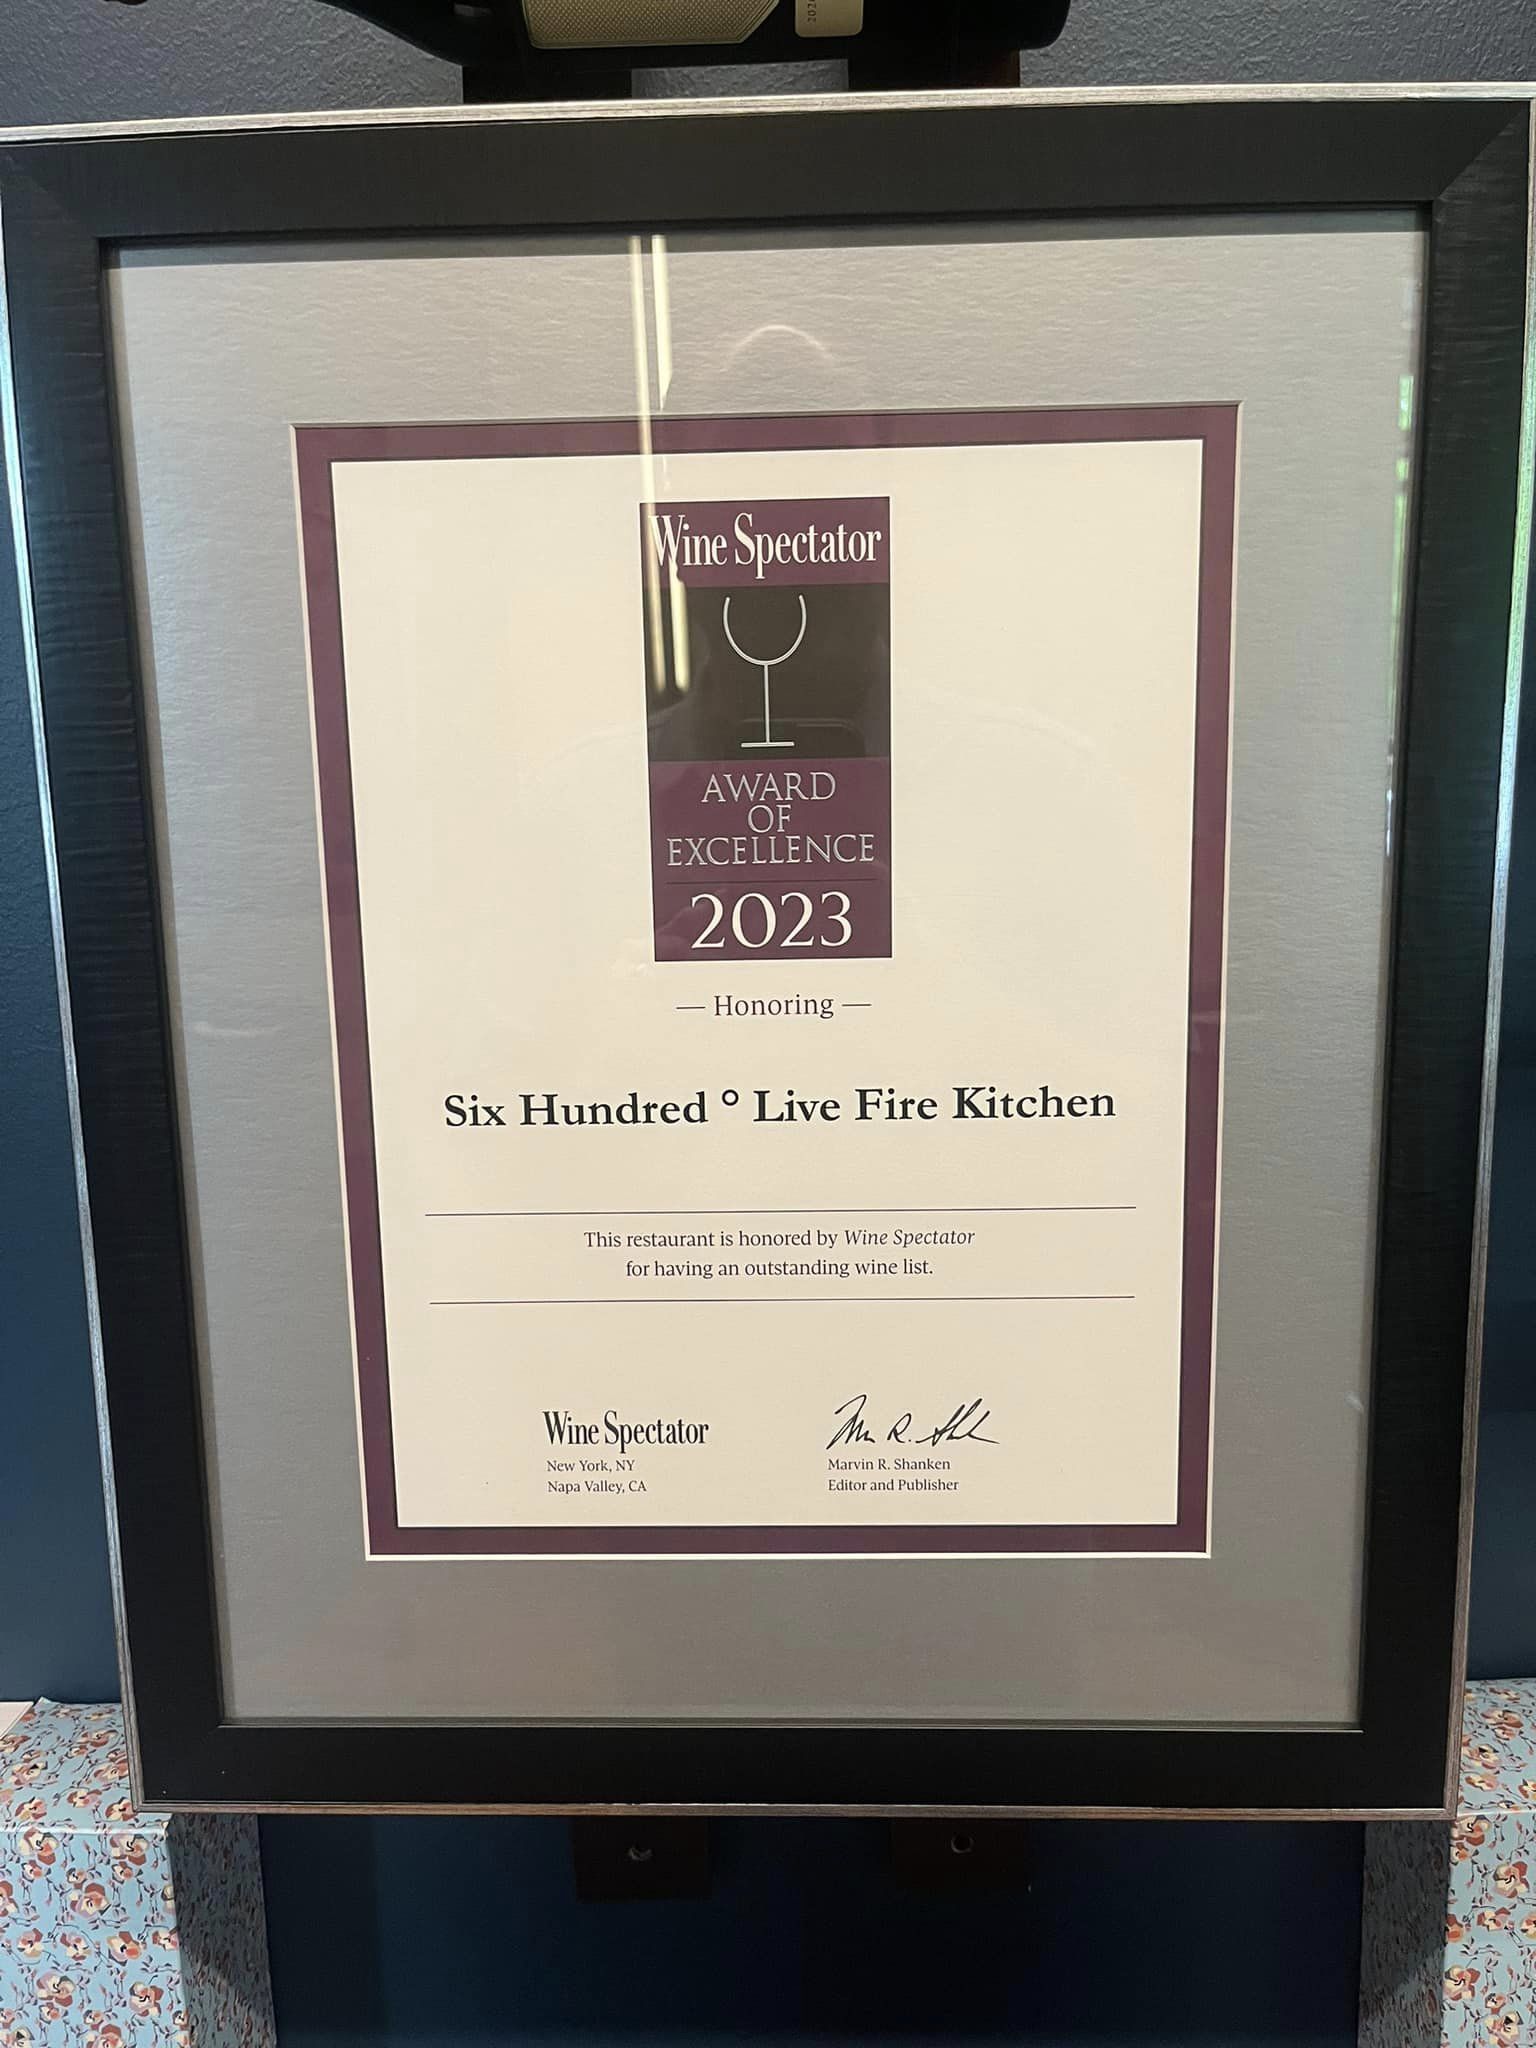 Wine Spectator
AWARD
OF
EXCELLENCE
2023
— Honoring —
Six Hundred ° Live Fire Kitchen
This restaurant is honored by Wine Spectator
for having an outstanding wine list.
Wine Spectator
New York, NY
Napa Valley, CA
Marvin R. Shanken
Editor and Publisher